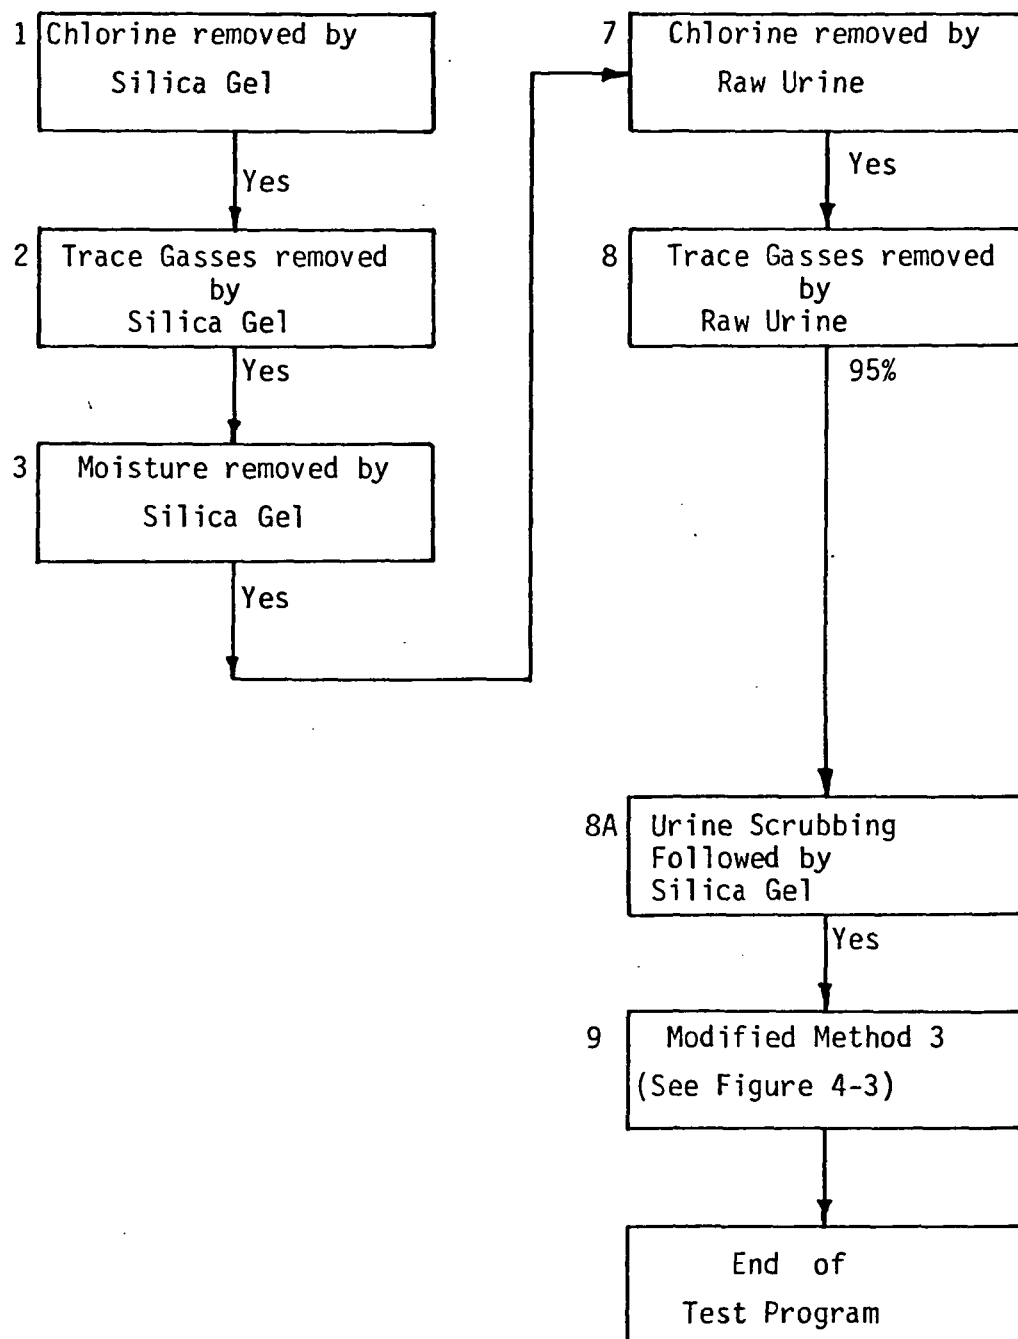 1 Chlorine removed by
Silica Gel
Yes
2 Trace Gasses removed
by
Silica Gel
Yes
3 Moisture removed by
Silica Gel
Yes
7 Chlorine removed by
Raw Urine
Yes
8 Trace Gasses removed
by
Raw Urine
95%
8A Urine Scrubbing
Followed by
Silica Gel
Yes
9 Modified Method 3
(See Figure 4-3)
End of
Test Program